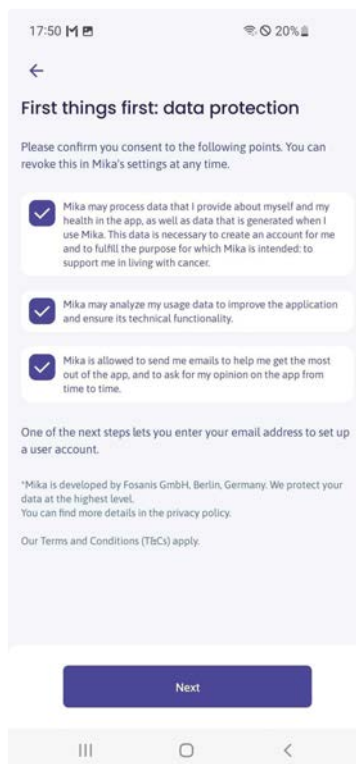 17:50
20%
First things first: data protection
Please confirm you consent to the following points. You can
revoke this in Mika's settings at any time.
Mika may process data that I provide about myself and my
health in the app, as well as data that is generated when I
use Mika. This data is necessary to create an account for me
and to fulfill the purpose for which Mika is intended: to
support me in living with cancer.
Mika may analyze my usage data to improve the application
and ensure its technical functionality.
Mika is allowed to send me emails to help me get the most
out of the app, and to ask for my opinion on the app from
time to time.
One of the next steps lets you enter your email address to set up
a user account.
*Mika is developed by Fosanis GmbH, Berlin, Germany. We protect your
data at the highest level.
You can find more details in the privacy policy.
Our Terms and Conditions (T&Cs) apply.
Next